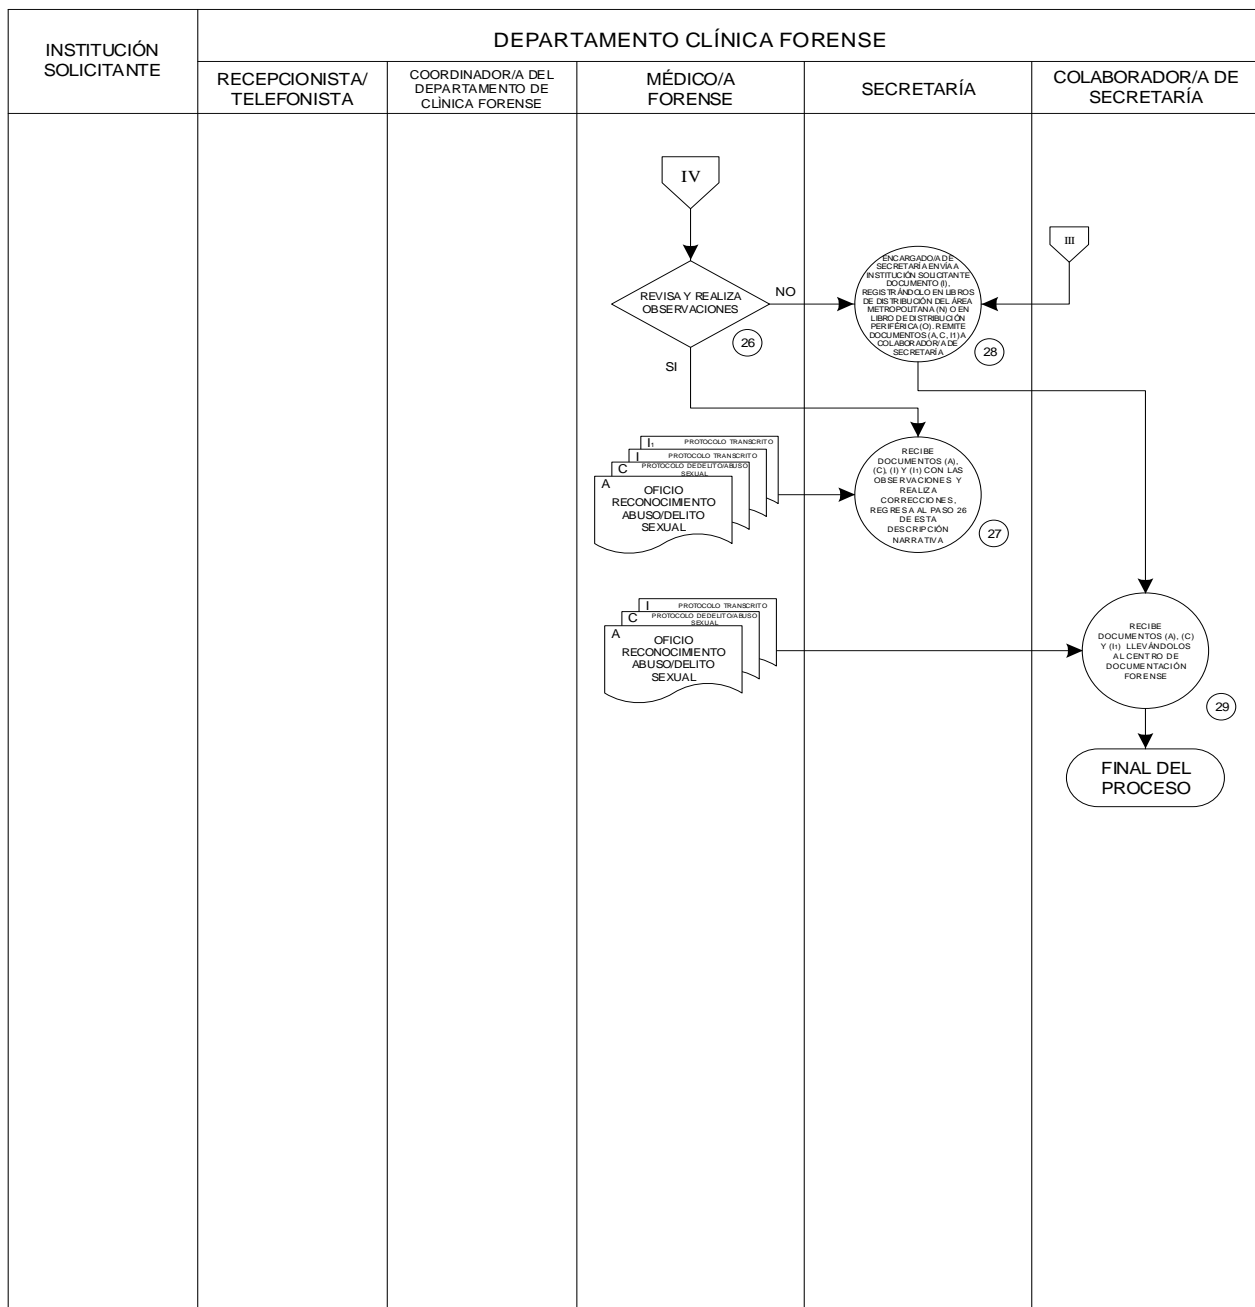 INSTITUCIÓN
SOLICITANTE
DEPARTAMENTO CLÍNICA FORENSE
RECEPCIONISTA/
TELEFONISTA
COORDINADOR/A DEL
DEPARTAMENTO DE
CLÌNICA FORENSE
MÉDICO/A
FORENSE
SECRETARÍA
COLABORADOR/A DE
SECRETARÍA
IV
III
REVISA Y REALIZA
OBSERVACIONES
NO
26
SI
ENCARGADO/A DE
SECRETARÍA ENVÍA A
INSTITUCIÓN SOLICITANTE
DOCUMENTO (I),
REGISTRÁNDOLO EN LIBROS
DE DISTRIBUCIÓN DEL ÁREA
METROPOLITANA (N) O EN
LIBRO DE DISTRIBUCIÓN
PERIFÉRICA (O). REMITE
DOCUMENTOS (A, C, I1) A
COLABORADOR/A DE
SECRETARÍA
28
I1 PROTOCOLO TRANSCRITO
I PROTOCOLO TRANSCRITO
C PROTOCOLO DE DELITO/ABUSO
SEXUAL
A
OFICIO
RECONOCIMIENTO
ABUSO/DELITO
SEXUAL
RECIBE
DOCUMENTOS (A),
(C), (I) Y (I1) CON LAS
OBSERVACIONES Y
REALIZA
CORRECCIONES,
REGRESA AL PASO 26
DE ESTA
DESCRIPCIÓN
NARRATIVA
27
I PROTOCOLO TRANSCRITO
C PROTOCOLO DE DELITO/ABUSO
SEXUAL
A
OFICIO
RECONOCIMIENTO
ABUSO/DELITO
SEXUAL
RECIBE
DOCUMENTOS (A), (C)
Y (I1) LLEVÁNDOLOS
AL CENTRO DE
DOCUMENTACIÓN
FORENSE
29
FINAL DEL
PROCESO